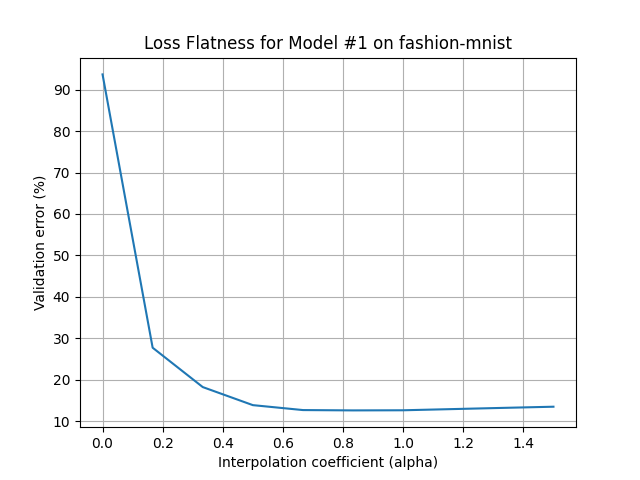 Loss Flatness for Model #1 on fashion-mnist
90
80
70
60
50
40
30
20
10
Validation error (%)
0.0 0.2 0.4 0.6 0.8 1.0 1.2 1.4
Interpolation coefficient (alpha)